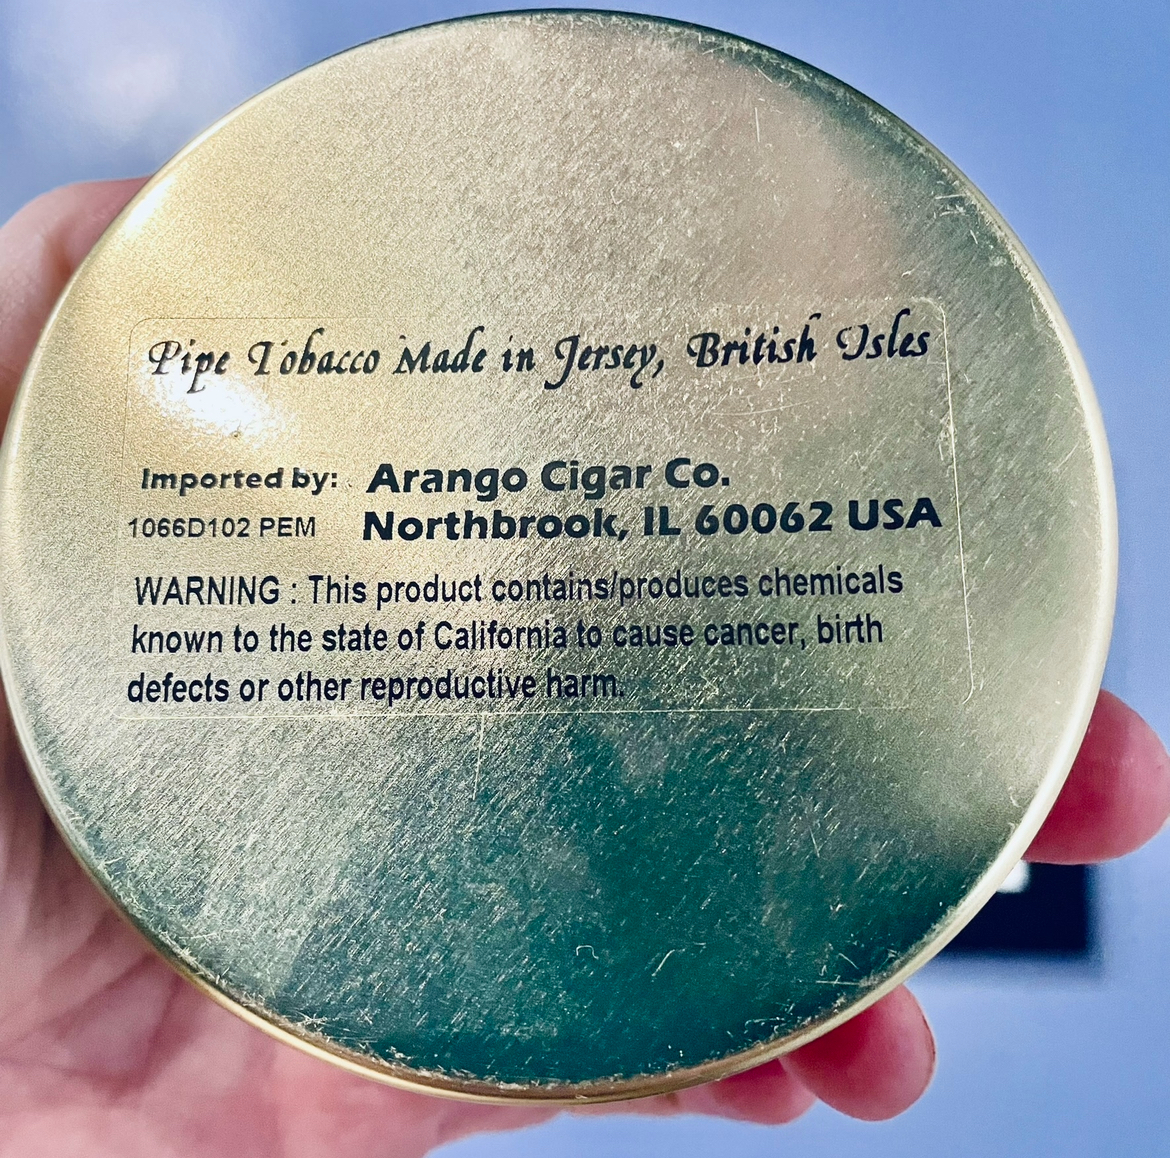 Pipe Tobacco Made in Jersey, British Isles
Imported by: Arango Cigar Co.
1066D102 PEM Northbrook, IL 60062 USA
WARNING : This product contains/produces chemicals
known to the state of California to cause cancer, birth
defects or other reproductive harm.